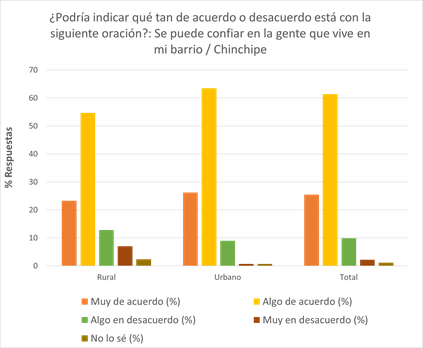 ¿Podría indicar qué tan de acuerdo o desacuerdo está con la
siguiente oración?: Se puede confiar en la gente que vive en
mi barrio / Chinchipe
% Respuestas
70
60
50
40
30
20
10
0
Rural Urbano Total
Muy de acuerdo (%) Algo de acuerdo (%)
Algo en desacuerdo (%) Muy en desacuerdo (%)
No lo sé (%)